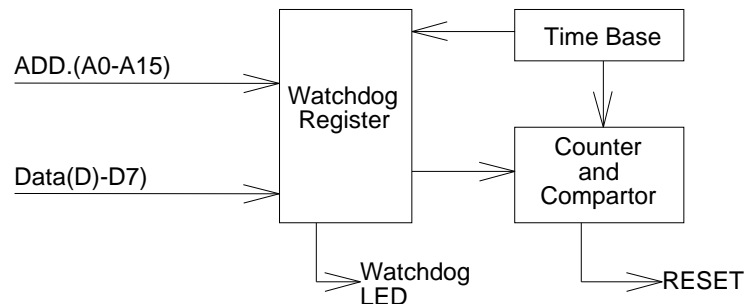 Time Base
ADD.(A0-A15)
Watchdog
Register
Counter
and
Compartor
Data(D)-D7)
Watchdog
LED
RESET